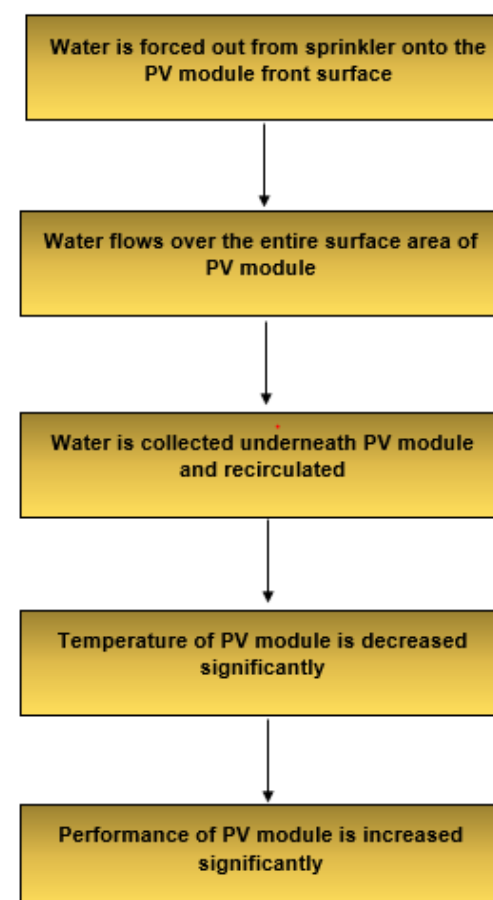 Water is forced out from sprinkler onto the
PV module front surface
Water flows over the entire surface area of
PV module
Water is collected underneath PV module
and recirculated
Temperature of PV module is decreased
significantly
Performance of PV module is increased
significantly